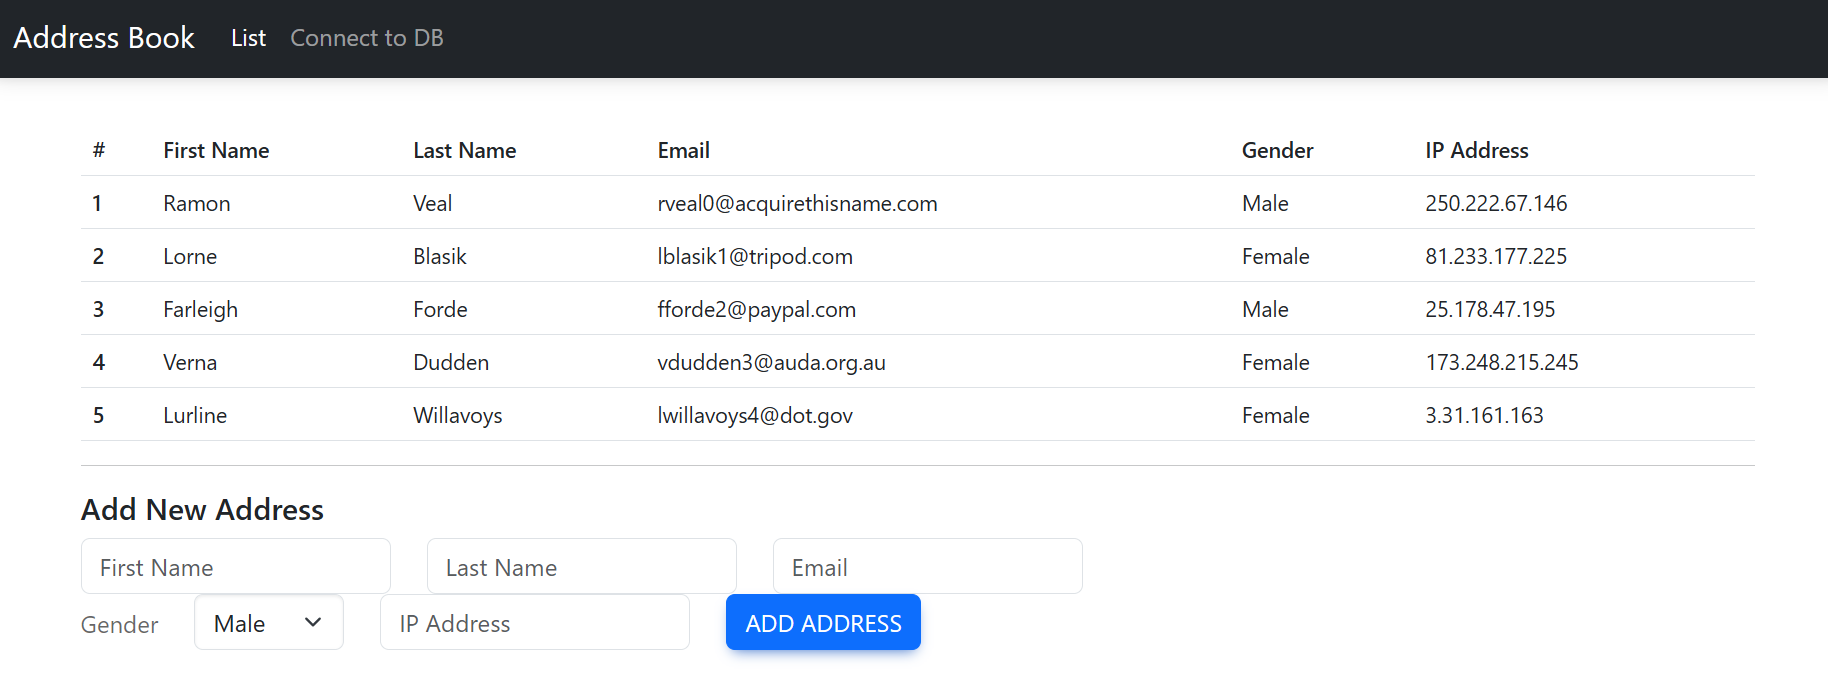 Address Book List Connect to DB
# First Name Last Name Email Gender IP Address
1 Ramon Veal rveal0@acquirethisname.com Male 250.222.67.146
2 Lorne Blasik lblasik1@tripod.com Female 81.233.177.225
3 Farleigh Forde fforde2@paypal.com Male 25.178.47.195
4 Verna Dudden vdudden3@auda.org.au Female 173.248.215.245
5 Lurline Willavoys lwillavoys4@dot.gov Female 3.31.161.163
Add New Address
First Name Last Name Email
Gender Male IP Address ADD ADDRESS